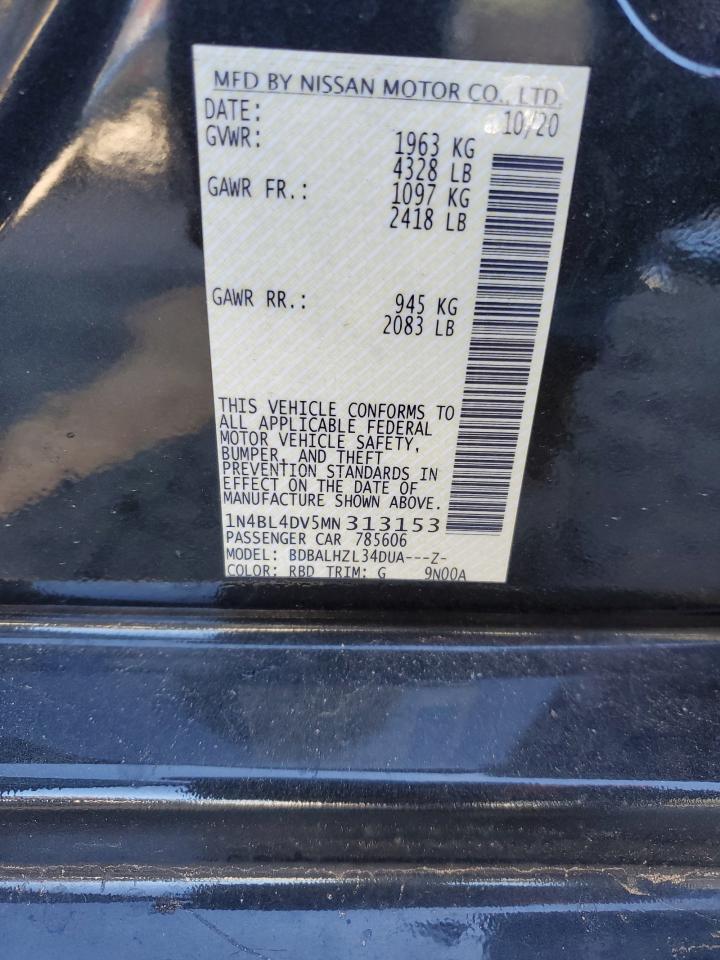 MFD BY NISSAN MOTOR CO., LTD.
DATE: 10/20
GVWR: 1963 KG
4328 LB
GAWR FR.: 1097 KG
2418 LB
GAWR RR.: 945 KG
2083 LB
THIS VEHICLE CONFORMS TO
ALL APPLICABLE FEDERAL
MOTOR VEHICLE SAFETY,
BUMPER, AND THEFT
PREVENTION STANDARDS IN
EFFECT ON THE DATE OF
MANUFACTURE SHOWN ABOVE.
1N4BL4DV5MN313153
PASSENGER CAR 785606
MODEL: BDBALHZL34DUA---Z-
COLOR: RBD TRIM: G 9N00A